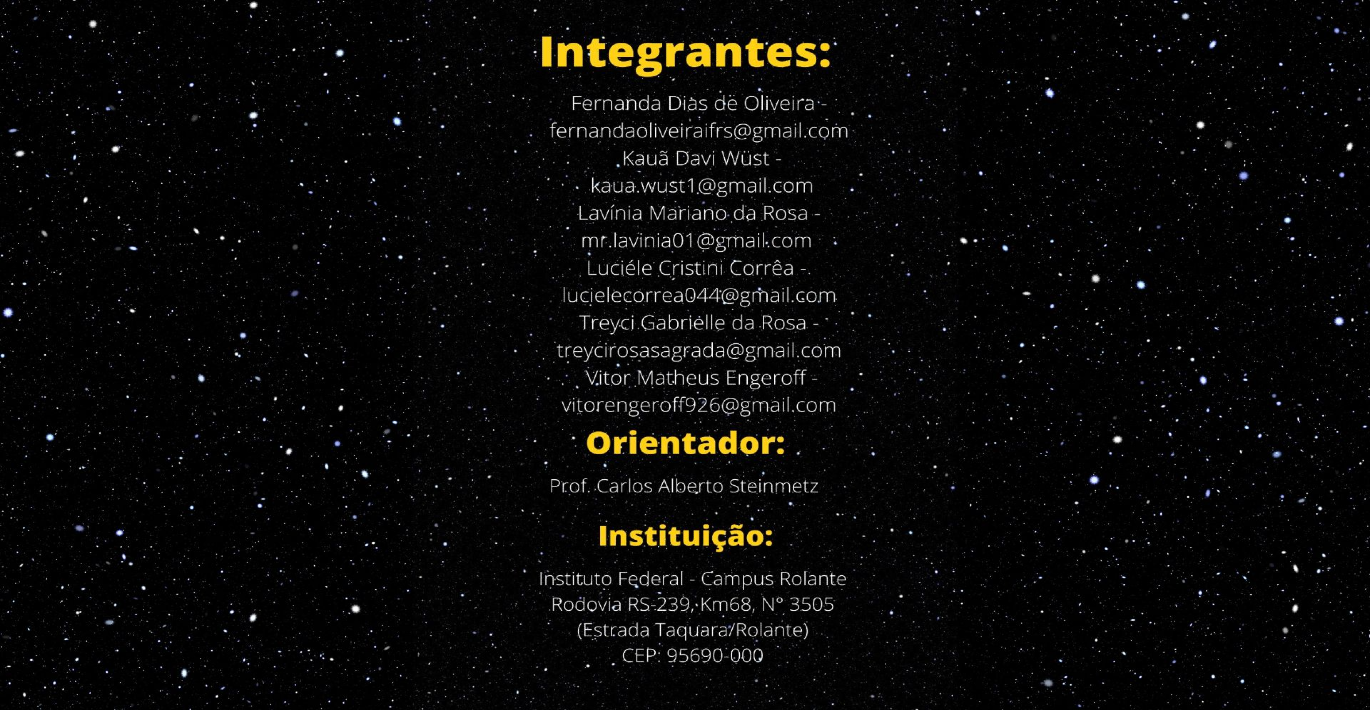 Integrantes:
Fernanda Dias de Oliveira -
fernandaoliveiraifrs@gmail.com
Kauã Davi Wüst -
kaua.wust1@gmail.com
Lavínia Mariano da Rosa -
mr.lavinia01@gmail.com
Luciéle Cristini Corrêa -
lucielecorrea044@gmail.com
Treyci Gabrielle da Rosa -
treycirosasagrada@gmail.com
Vitor Matheus Engeroff -
vitorengeroff926@gmail.com
Orientador:
Prof. Carlos Alberto Steinmetz
Instituição:
Instituto Federal - Campus Rolante
Rodovia RS-239, Km68, N° 3505
(Estrada Taquara/Rolante)
CEP: 95690-000